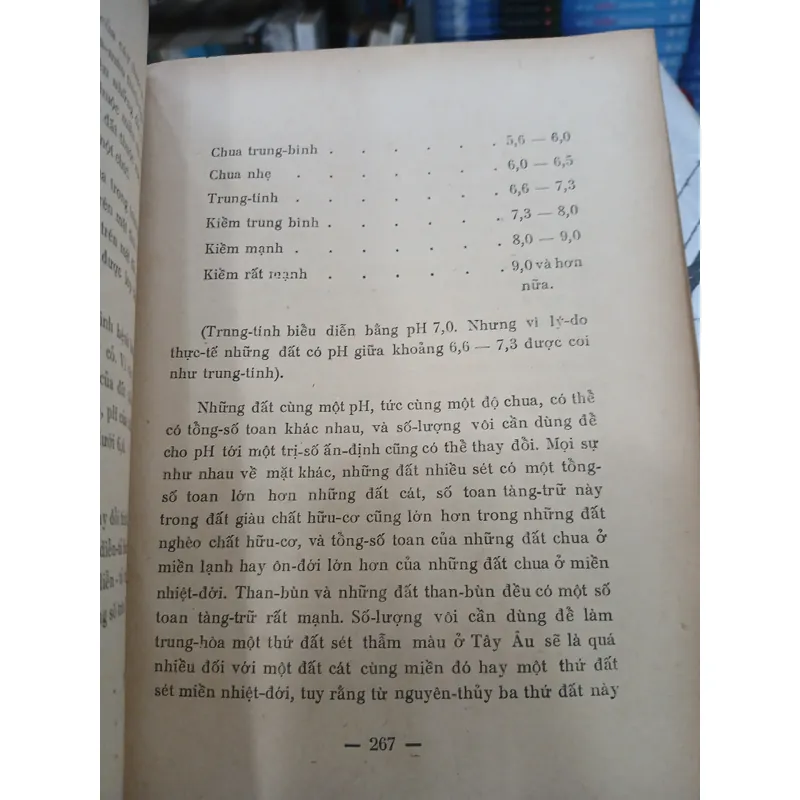 Chua trung-bình . . . . . . 5,6 — 6,0
Chua nhẹ . . . . . . 6,0 — 6,5
Trung-tính . . . . . . 6,6 — 7,3
Kiềm trung bình . . . . . . 7,3 — 8,0
Kiềm mạnh . . . . . . 8,0 — 9,0
Kiềm rất mạnh . . . . . 9,0 và hơn
nữa.
(Trung-tính biểu diễn bằng pH 7,0. Nhưng vì lý-do
thực-tế những đất có pH giữa khoảng 6,6 — 7,3 được coi
như trung-tính).
Những đất cùng một pH, tức cùng một độ chua, có thể
có tổng-số toan khác nhau, và số-lượng vôi cần dùng để
cho pH tới một trị-số ấn-định cũng có thể thay đổi. Mọi sự
như nhau về mặt khác, những đất nhiều sét có một tổng-
số toan lớn hơn những đất cát, số toan tàng-trữ này
trong đất giàu chất hữu-cơ cũng lớn hơn trong những đất
nghèo chất hữu-cơ, và tổng-số toan của những đất chua ở
miền lạnh hay ôn-đới lớn hơn của những đất chua ở miền
nhiệt-đới. Than-bùn và những đất than-bùn đều có một số
toan tàng-trữ rất mạnh. Số-lượng vôi cần dùng để làm
trung-hòa một thứ đất sét thẫm màu ở Tây Âu sẽ là quá
nhiều đối với một đất cát cùng miền đó hay một thứ đất
sét miền nhiệt-đới, tuy rằng từ nguyên-thủy ba thứ đất này
— 267 —